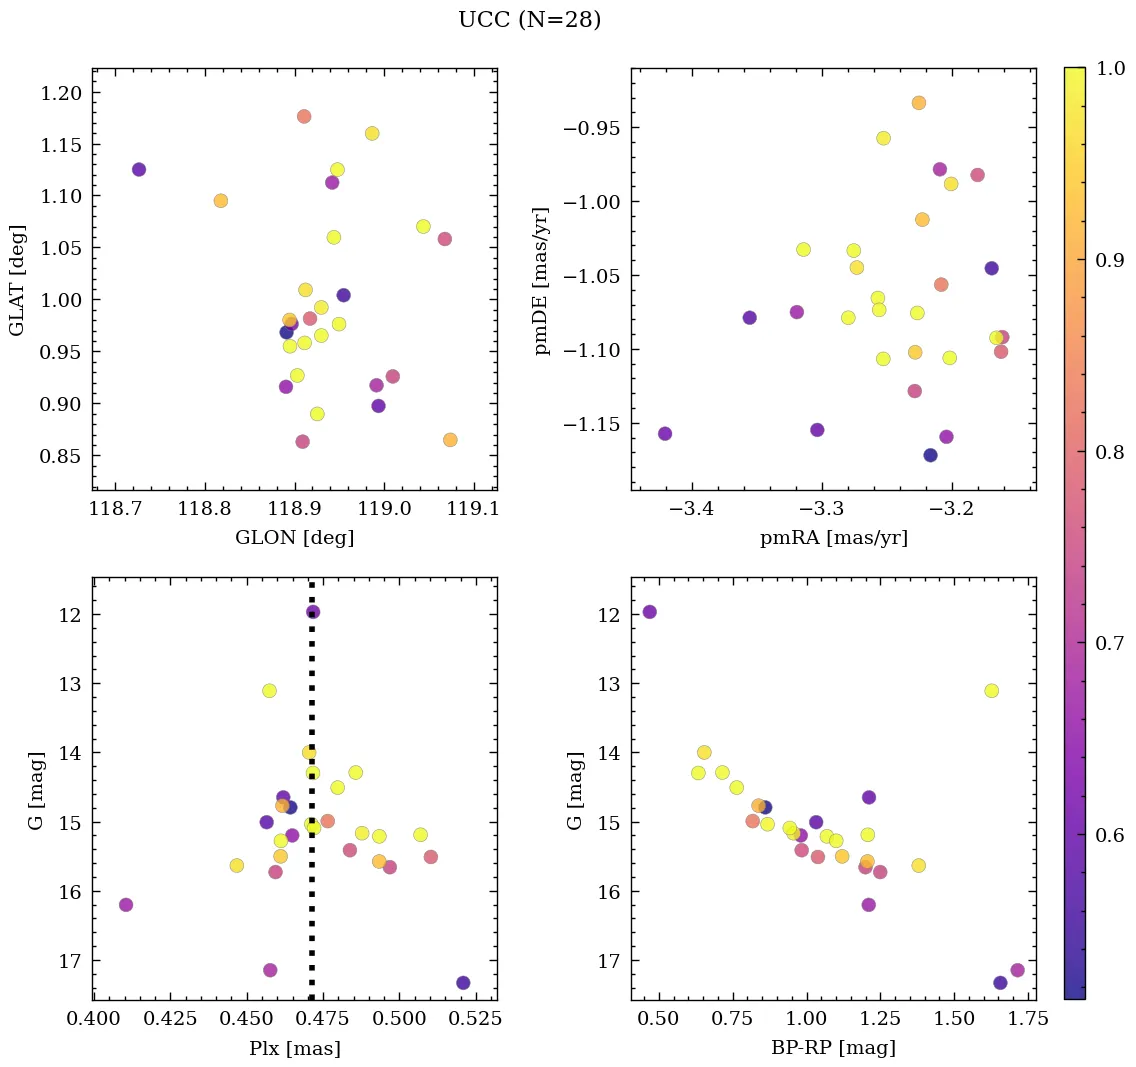 UCC (N=28)
1.20
1.15
1.10
1.05
1.00
0.95
0.90
0.85
GLAT [deg]
118.7 118.8 118.9 119.0 119.1
GLON [deg]
−0.95
−1.00
−1.05
−1.10
−1.15
pmDE [mas/yr]
−3.4 −3.3 −3.2
pmRA [mas/yr]
12
13
14
15
16
17
G [mag]
0.400 0.425 0.450 0.475 0.500 0.525
Plx [mas]
12
13
14
15
16
17
G [mag]
0.50 0.75 1.00 1.25 1.50 1.75
BP-RP [mag]
1.0
0.9
0.8
0.7
0.6